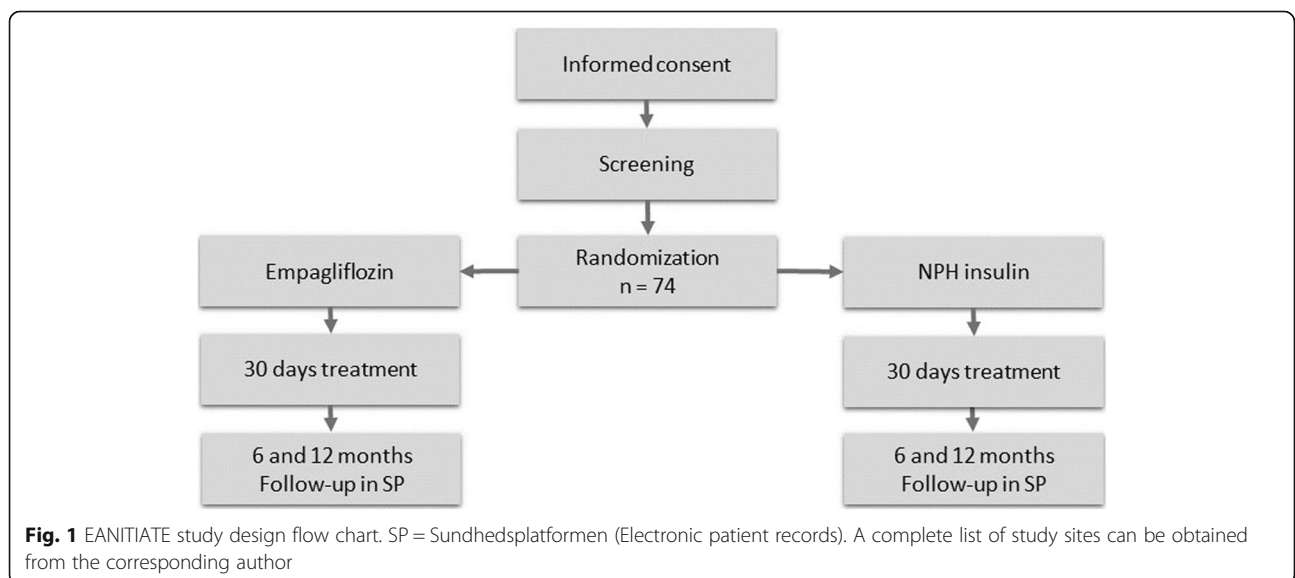 Informed consent
Screening
Randomization
n = 74
Empagliflozin
NPH insulin
30 days treatment
30 days treatment
6 and 12 months
Follow-up in SP
6 and 12 months
Follow-up in SP
Fig. 1 EANITIATE study design flow chart. SP = Sundhedsplatformen (Electronic patient records). A complete list of study sites can be obtained
from the corresponding author